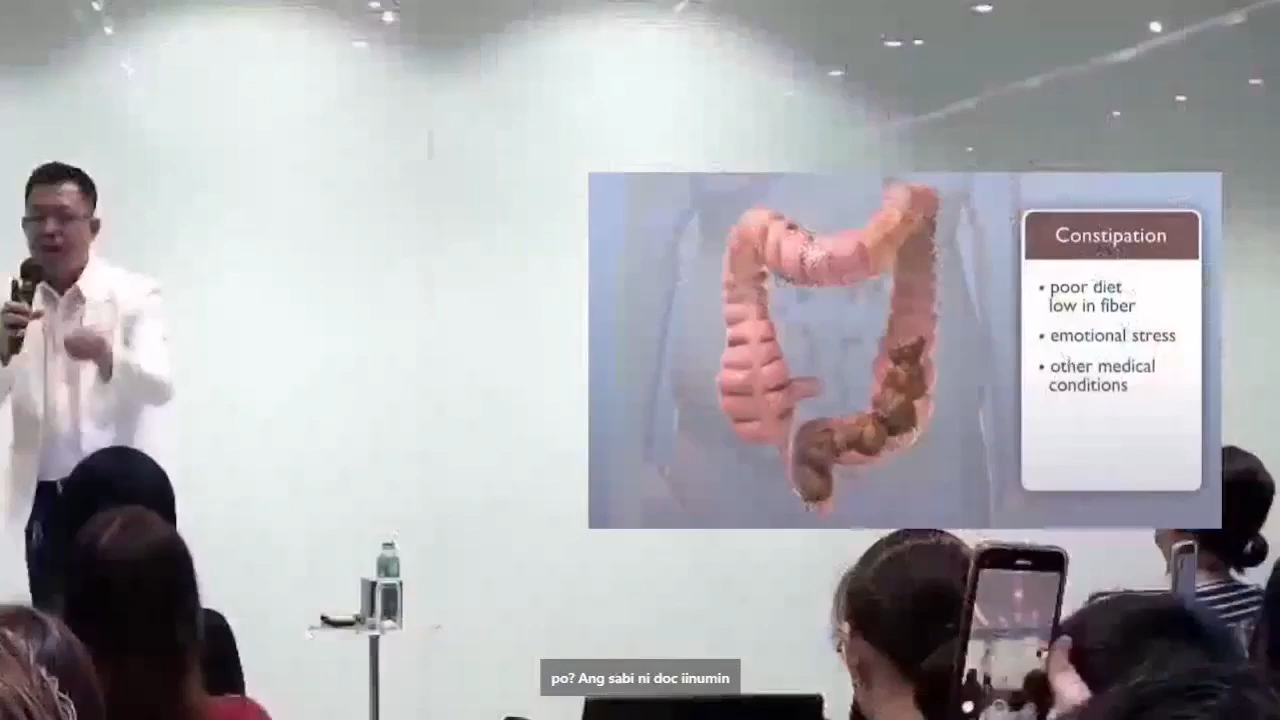 Constipation
• poor diet
low in fiber
• emotional stress
• other medical
conditions
po? Ang sabi ni doc iinumin